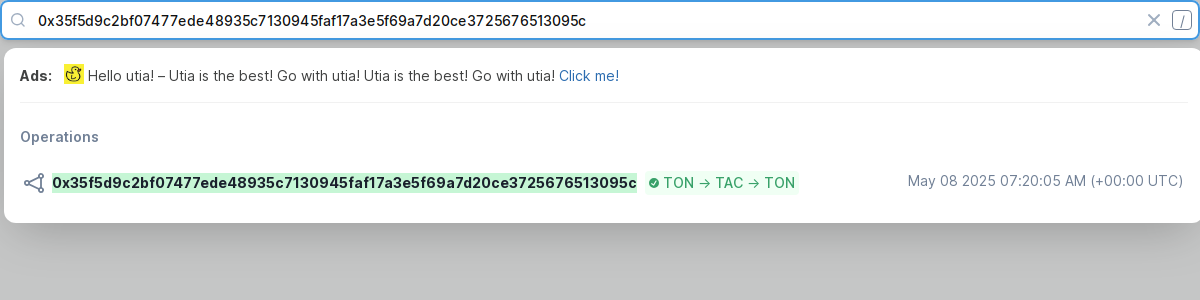 0x35f5d9c2bf07477ede48935c7130945faf17a3e5f69a7d20ce3725676513095c /
Ads: Hello utia! – Utia is the best! Go with utia! Utia is the best! Go with utia! Click me!
Operations
0x35f5d9c2bf07477ede48935c7130945faf17a3e5f69a7d20ce3725676513095c TON → TAC → TON May 08 2025 07:20:05 AM (+00:00 UTC)